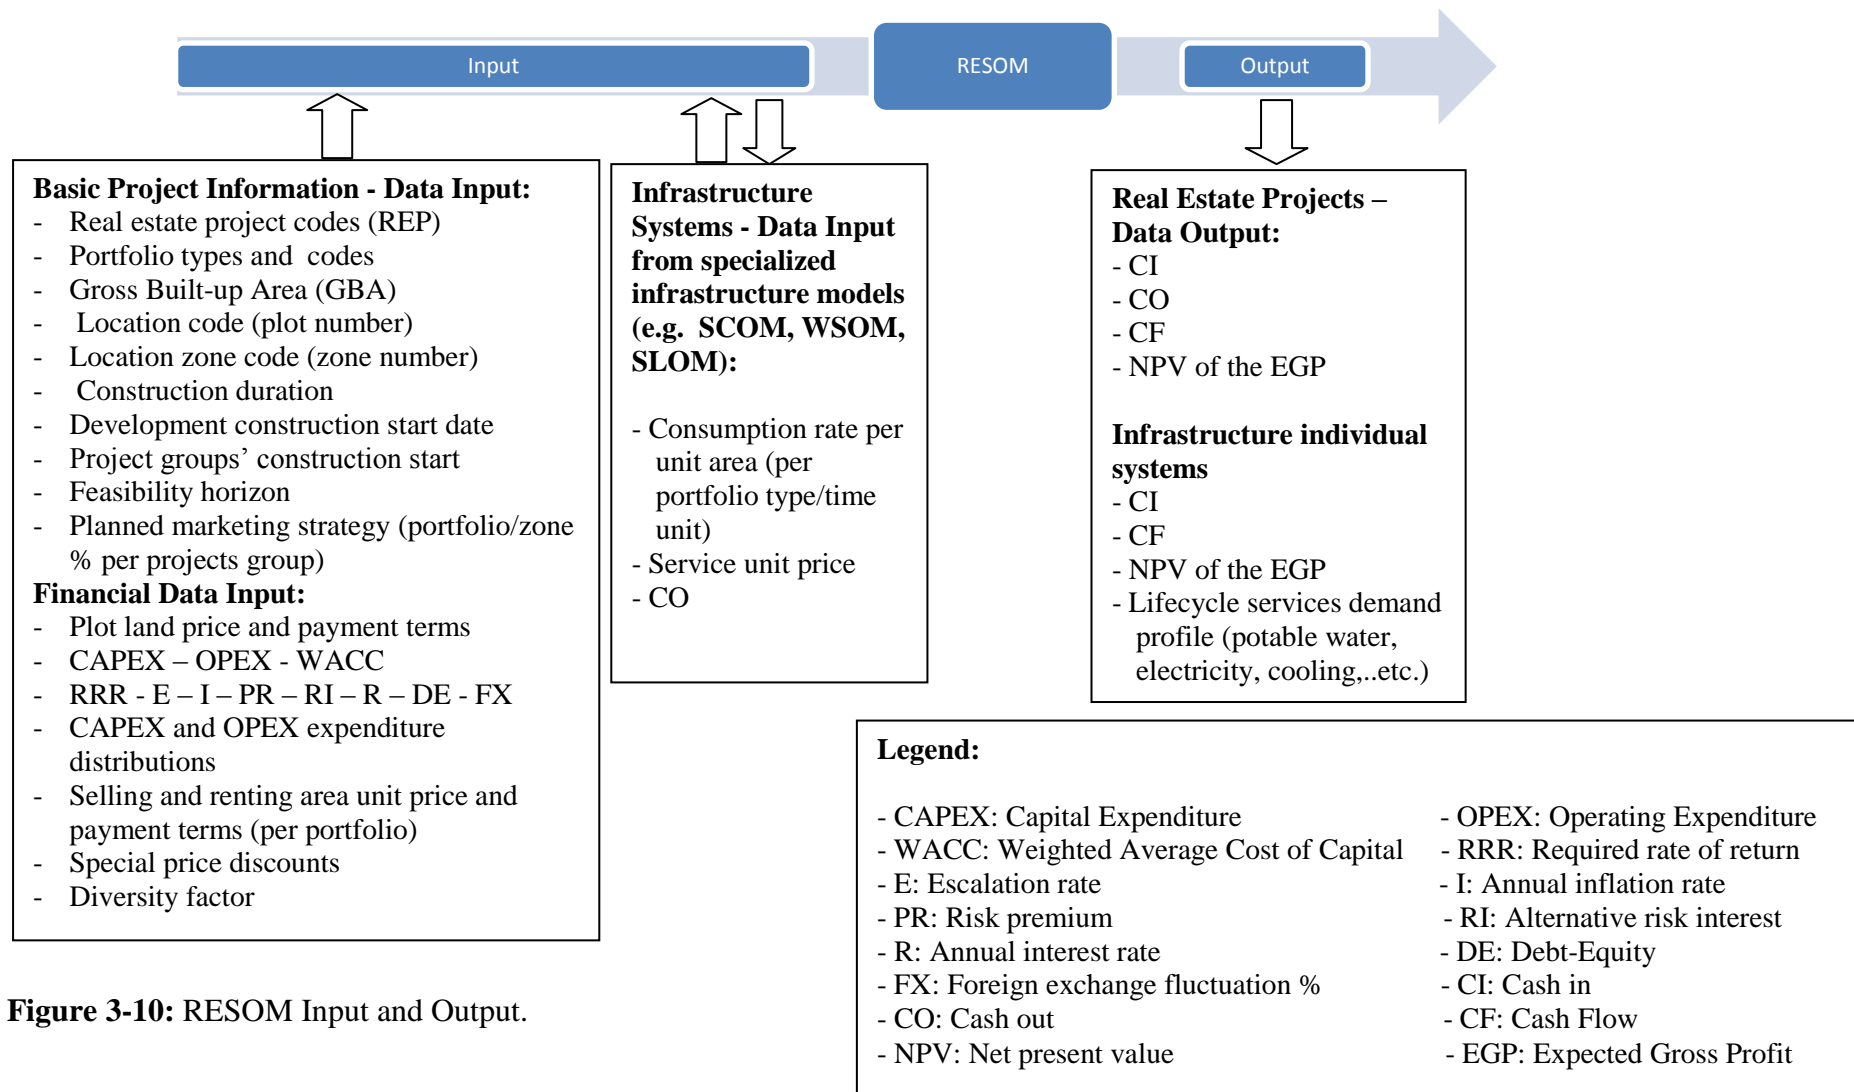 Input
RESOM
Output
Basic Project Information - Data Input:
- Real estate project codes (REP)
- Portfolio types and codes
- Gross Built-up Area (GBA)
- Location code (plot number)
- Location zone code (zone number)
- Construction duration
- Development construction start date
- Project groups’ construction start
- Feasibility horizon
- Planned marketing strategy (portfolio/zone
% per projects group)
Financial Data Input:
- Plot land price and payment terms
- CAPEX – OPEX - WACC
- RRR - E – I – PR – RI – R – DE - FX
- CAPEX and OPEX expenditure
distributions
- Selling and renting area unit price and
payment terms (per portfolio)
- Special price discounts
- Diversity factor
Infrastructure
Systems - Data Input
from specialized
infrastructure models
(e.g. SCOM, WSOM,
SLOM):
- Consumption rate per
unit area (per
portfolio type/time
unit)
- Service unit price
- CO
Real Estate Projects –
Data Output:
- CI
- CO
- CF
- NPV of the EGP
Infrastructure individual
systems
- CI
- CF
- NPV of the EGP
- Lifecycle services demand
profile (potable water,
electricity, cooling,..etc.)
Legend:
- CAPEX: Capital Expenditure
- OPEX: Operating Expenditure
- WACC: Weighted Average Cost of Capital
- RRR: Required rate of return
- E: Escalation rate
- I: Annual inflation rate
- PR: Risk premium
- RI: Alternative risk interest
- R: Annual interest rate
- DE: Debt-Equity
- FX: Foreign exchange fluctuation %
- CI: Cash in
- CO: Cash out
- CF: Cash Flow
- NPV: Net present value
- EGP: Expected Gross Profit
Figure 3-10: RESOM Input and Output.